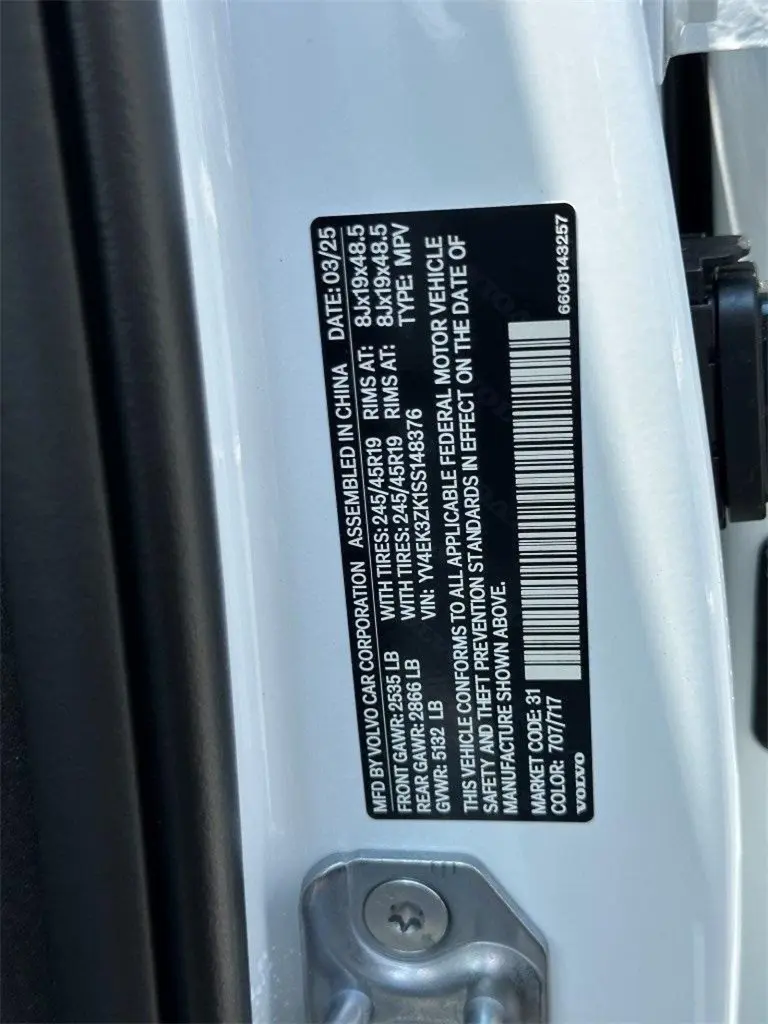 MFD BY VOLVO CAR CORPORATION ASSEMBLED IN CHINA DATE: 03/25
FRONT GAWR: 2535 LB WITH TIRES: 245/45R19 RIMS AT: 8Jx19x48.5
REAR GAWR: 2866 LB WITH TIRES: 245/45R19 RIMS AT: 8Jx19x48.5
GVWR: 5132 LB VIN: YV4EK3ZK1SS148376 TYPE: MPV
THIS VEHICLE CONFORMS TO ALL APPLICABLE FEDERAL MOTOR VEHICLE
SAFETY AND THEFT PREVENTION STANDARDS IN EFFECT ON THE DATE OF
MANUFACTURE SHOWN ABOVE.
MARKET CODE: 31
COLOR: 707/717
VOLVO 6608143257